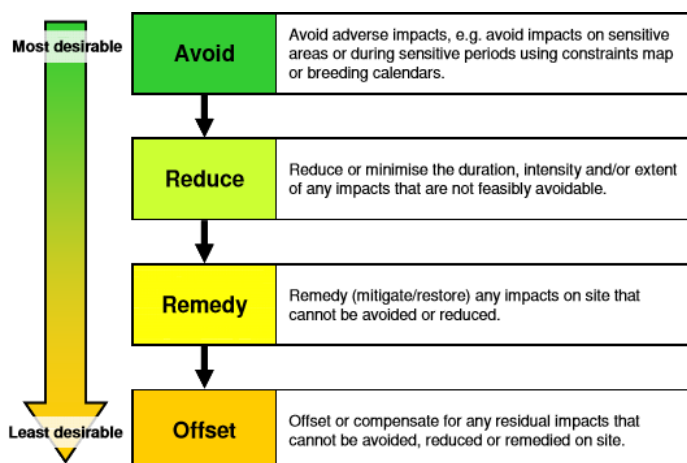 Most desirable
Avoid
Avoid adverse impacts, e.g. avoid impacts on sensitive
areas or during sensitive periods using constraints map
or breeding calendars.
Reduce
Reduce or minimise the duration, intensity and/or extent
of any impacts that are not feasibly avoidable.
Remedy
Remedy (mitigate/restore) any impacts on site that
cannot be avoided or reduced.
Least desirable
Offset
Offset or compensate for any residual impacts that
cannot be avoided, reduced or remedied on site.